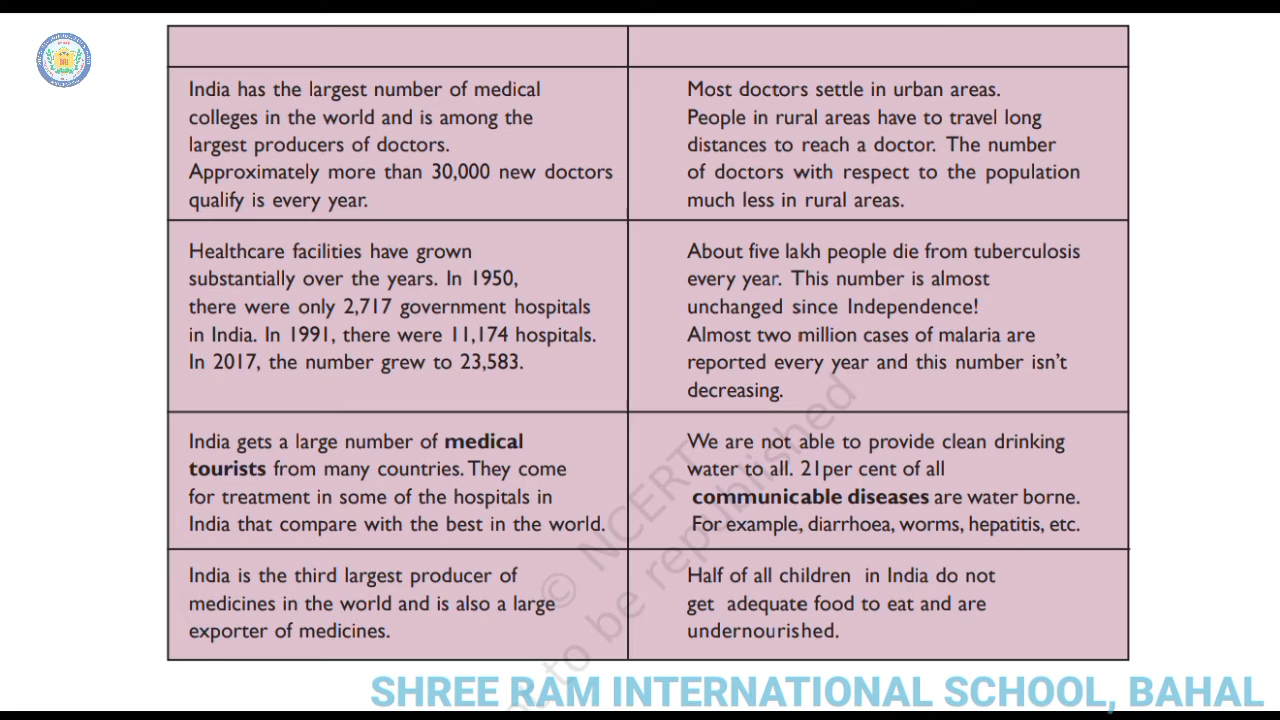 India has the largest number of medical
colleges in the world and is among the
largest producers of doctors.
Approximately more than 30,000 new doctors
qualify is every year.
Most doctors settle in urban areas.
People in rural areas have to travel long
distances to reach a doctor. The number
of doctors with respect to the population
much less in rural areas.
Healthcare facilities have grown
substantially over the years. In 1950,
there were only 2,717 government hospitals
in India. In 1991, there were 11,174 hospitals.
In 2017, the number grew to 23,583.
About five lakh people die from tuberculosis
every year. This number is almost
unchanged since Independence!
Almost two million cases of malaria are
reported every year and this number isn't
decreasing.
India gets a large number of medical
tourists from many countries. They come
for treatment in some of the hospitals in
India that compare with the best in the world.
We are not able to provide clean drinking
water to all. 21per cent of all
communicable diseases are water borne.
For example, diarrhoea, worms, hepatitis, etc.
India is the third largest producer of
medicines in the world and is also a large
exporter of medicines.
Half of all children in India do not
get adequate food to eat and are
undernourished.
© NCERT
to be republished
SHREE RAM INTERNATIONAL SCHOOL, BAHAL
SRI